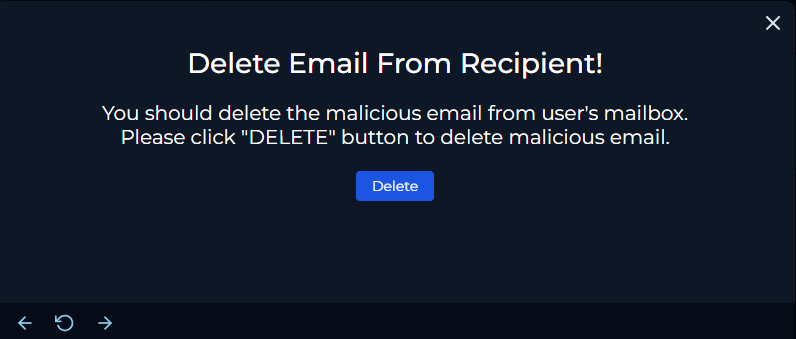 Delete Email From Recipient!
You should delete the malicious email from user's mailbox.
Please click "DELETE" button to delete malicious email.
Delete